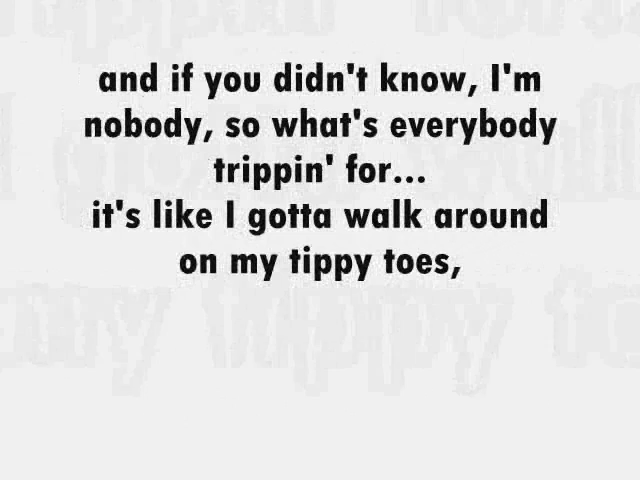 and if you didn't know, I'm
nobody, so what's everybody
trippin' for...
it's like I gotta walk around
on my tippy toes,